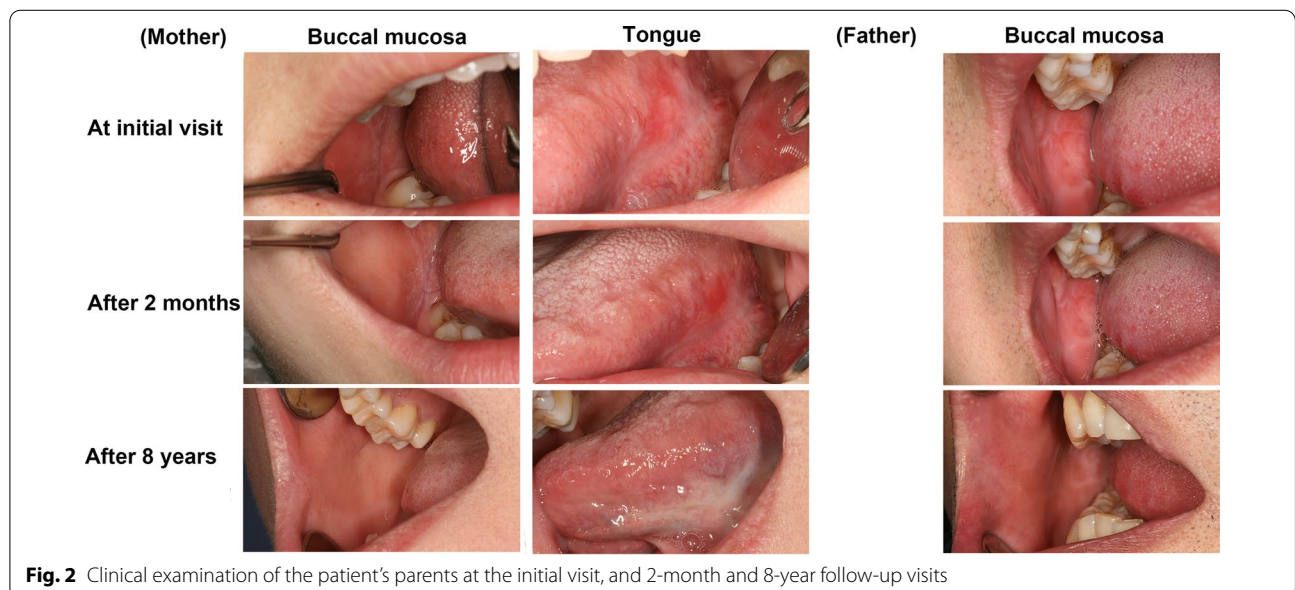 (Mother) Buccal mucosa Tongue (Father) Buccal mucosa
At initial visit
After 2 months
After 8 years
Fig. 2 Clinical examination of the patient's parents at the initial visit, and 2-month and 8-year follow-up visits